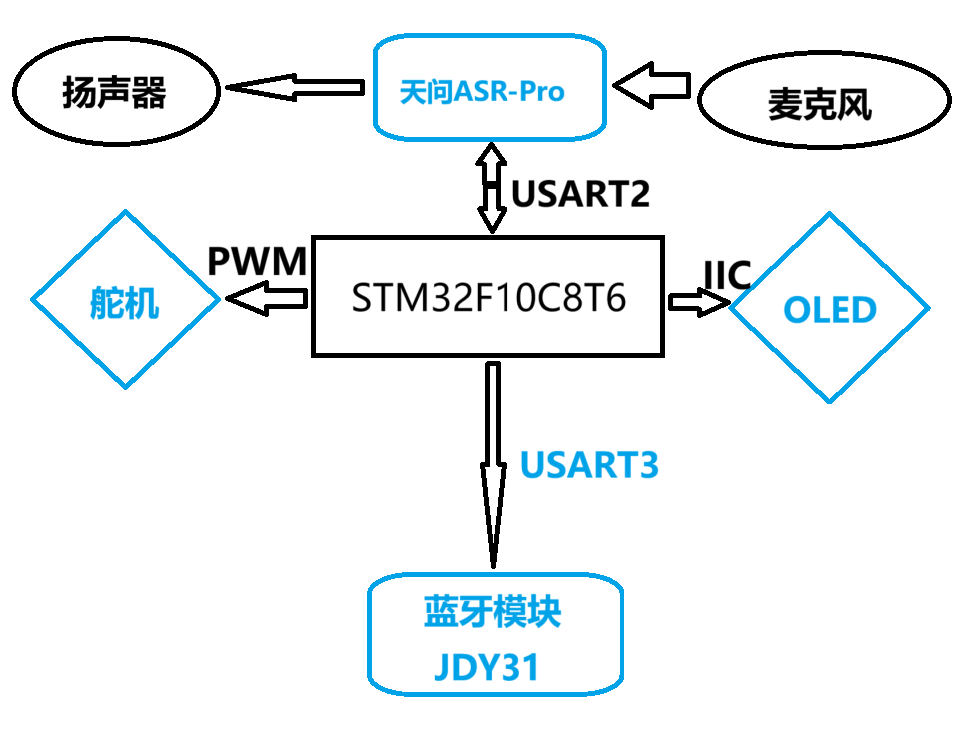 扬声器
天问ASR-Pro
麦克风
USART2
PWM
IIC
舵机
STM32F10C8T6
OLED
USART3
蓝牙模块
JDY31